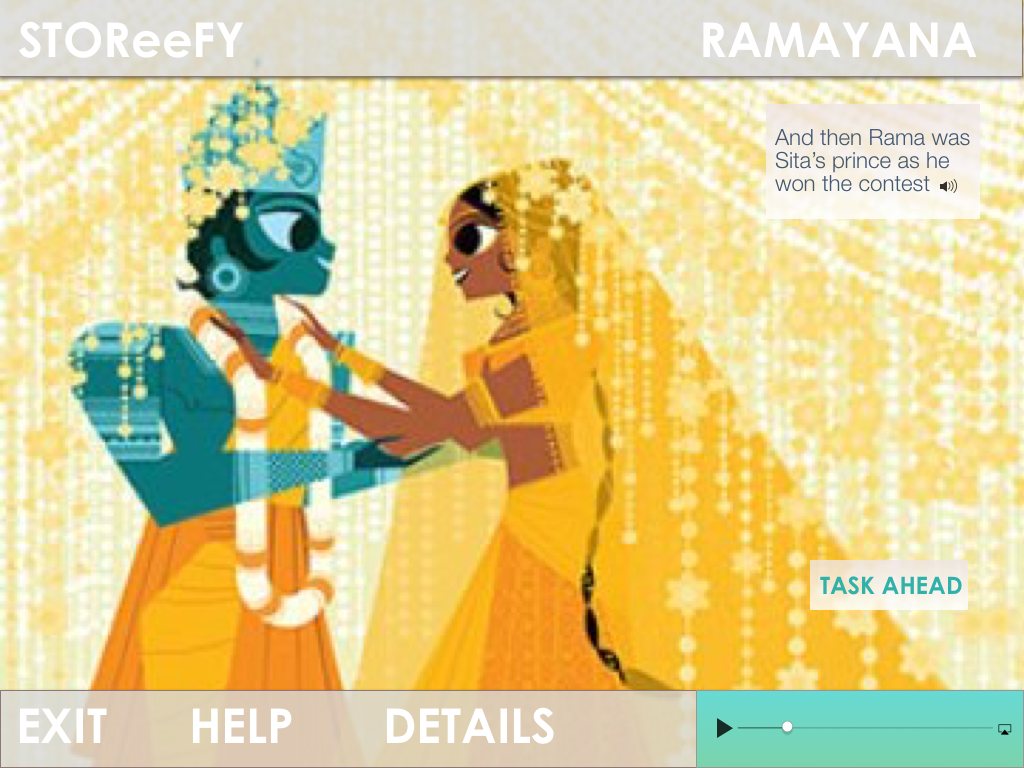 STOReeFY
RAMAYANA
And then Rama was
Sita’s prince as he
won the contest
TASK AHEAD
EXIT
HELP
DETAILS